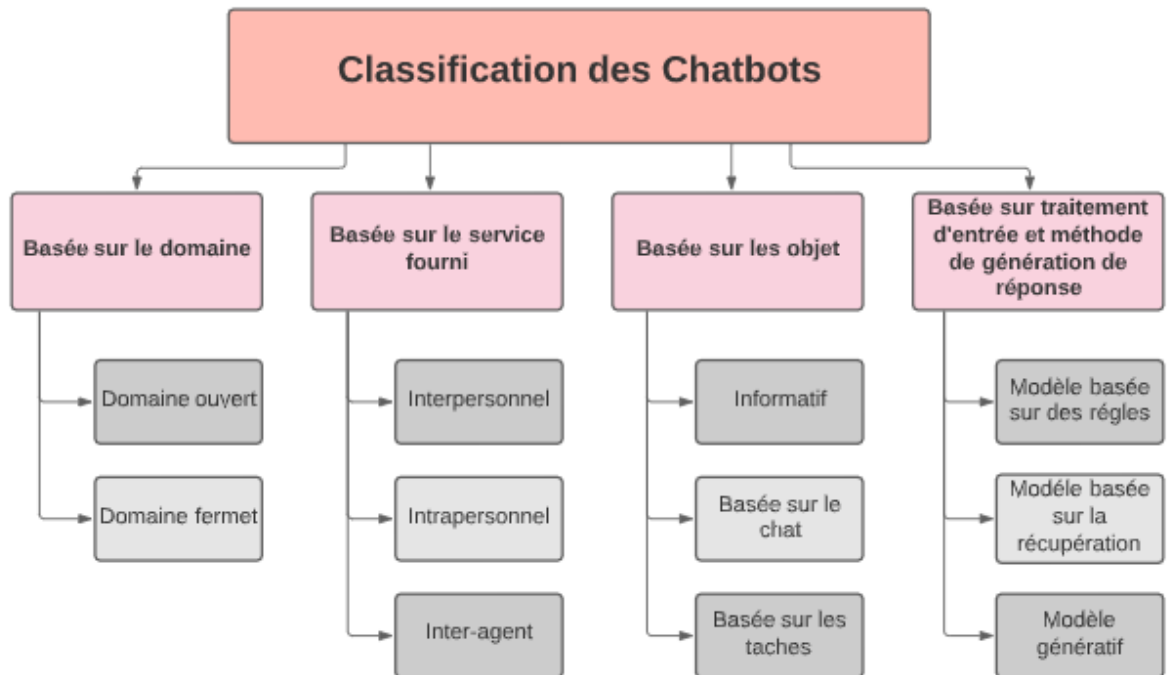 Classification des Chatbots
Basée sur le domaine
Basée sur le service
fourni
Basée sur les objet
Basée sur traitement
d'entrée et méthode
de génération de
réponse
Domaine ouvert
Domaine fermet
Interpersonnel
Intrapersonnel
Inter-agent
Informatif
Basée sur le
chat
Basée sur les
taches
Modèle basée
sur des régles
Modéle basée
sur la
récupération
Modèle
génératif